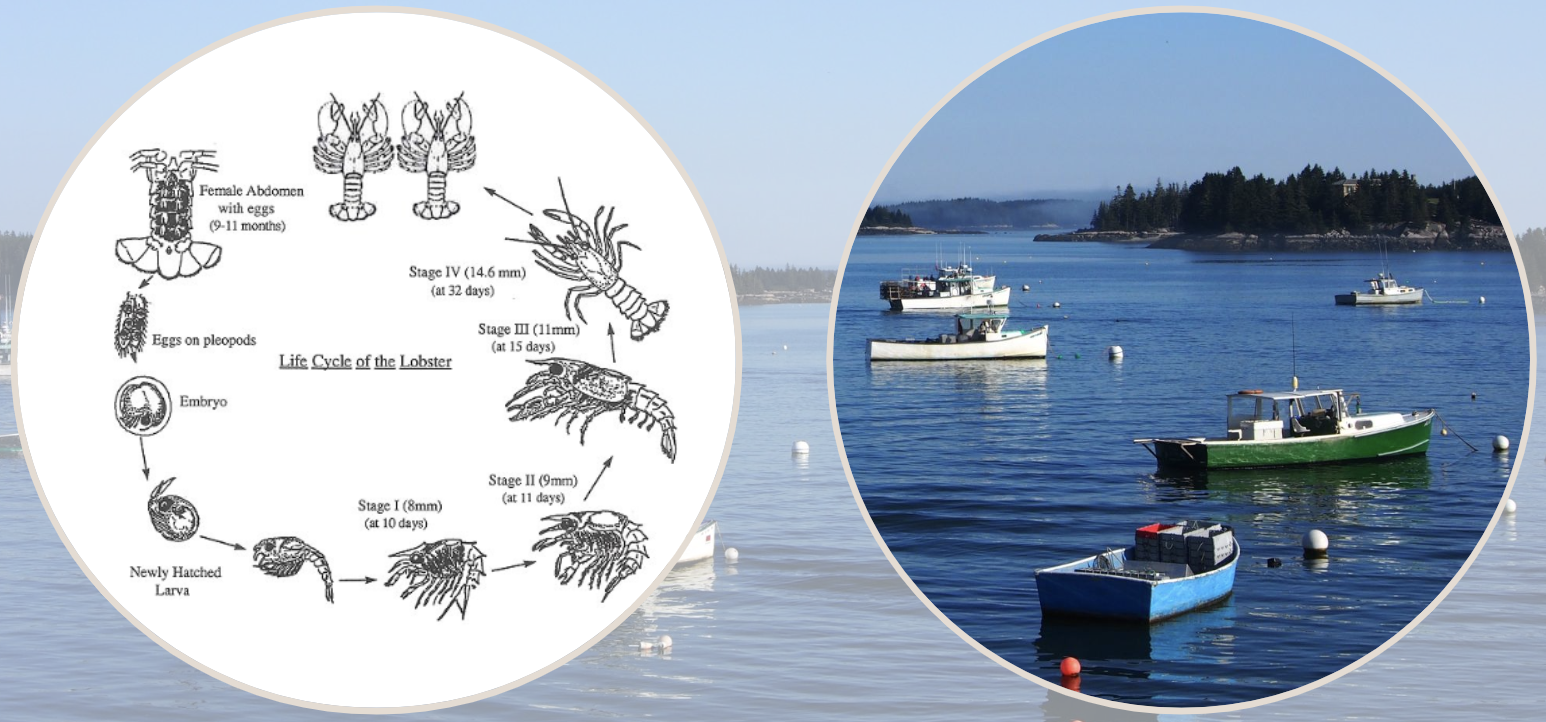 Female Abdomen
with eggs
(9-11 months)
Eggs on pleopods
Embryo
Newly Hatched
Larva
Stage I (8mm)
(at 10 days)
Stage II (9mm)
(at 11 days)
Stage III (11mm)
(at 15 days)
Stage IV (14.6 mm)
(at 32 days)
Life Cycle of the Lobster